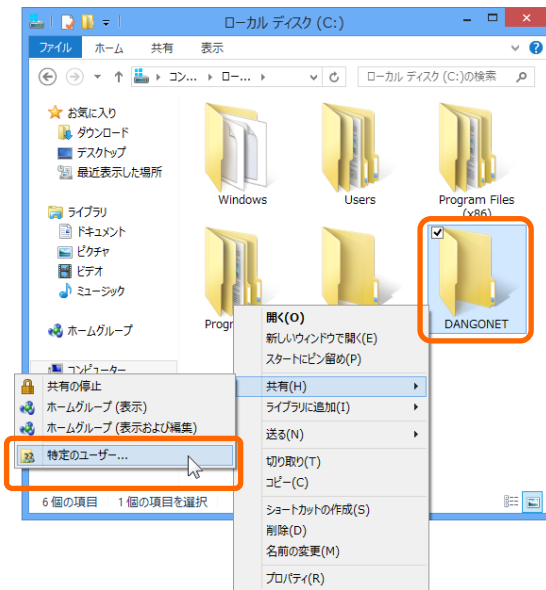 ローカル ディスク (C:)
ファイル ホーム 共有 表示
コン... ロー... ローカル ディスク (C:)の検索
お気に入り
ダウンロード
デスクトップ
最近表示した場所
ライブラリ
ドキュメント
ピクチャ
ビデオ
ミュージック
ホームグループ
コンピューター
Windows
Users
Program Files
(x86)
Progr
DANGONET
開く(O)
新しいウィンドウで開く(E)
スタートにピン留め(P)
共有(H)
ライブラリに追加(I)
送る(N)
切り取り(T)
コピー(C)
ショートカットの作成(S)
削除(D)
名前の変更(M)
プロパティ(R)
共有の停止
ホームグループ (表示)
ホームグループ (表示および編集)
特定のユーザー...
6 個の項目 1 個の項目を選択